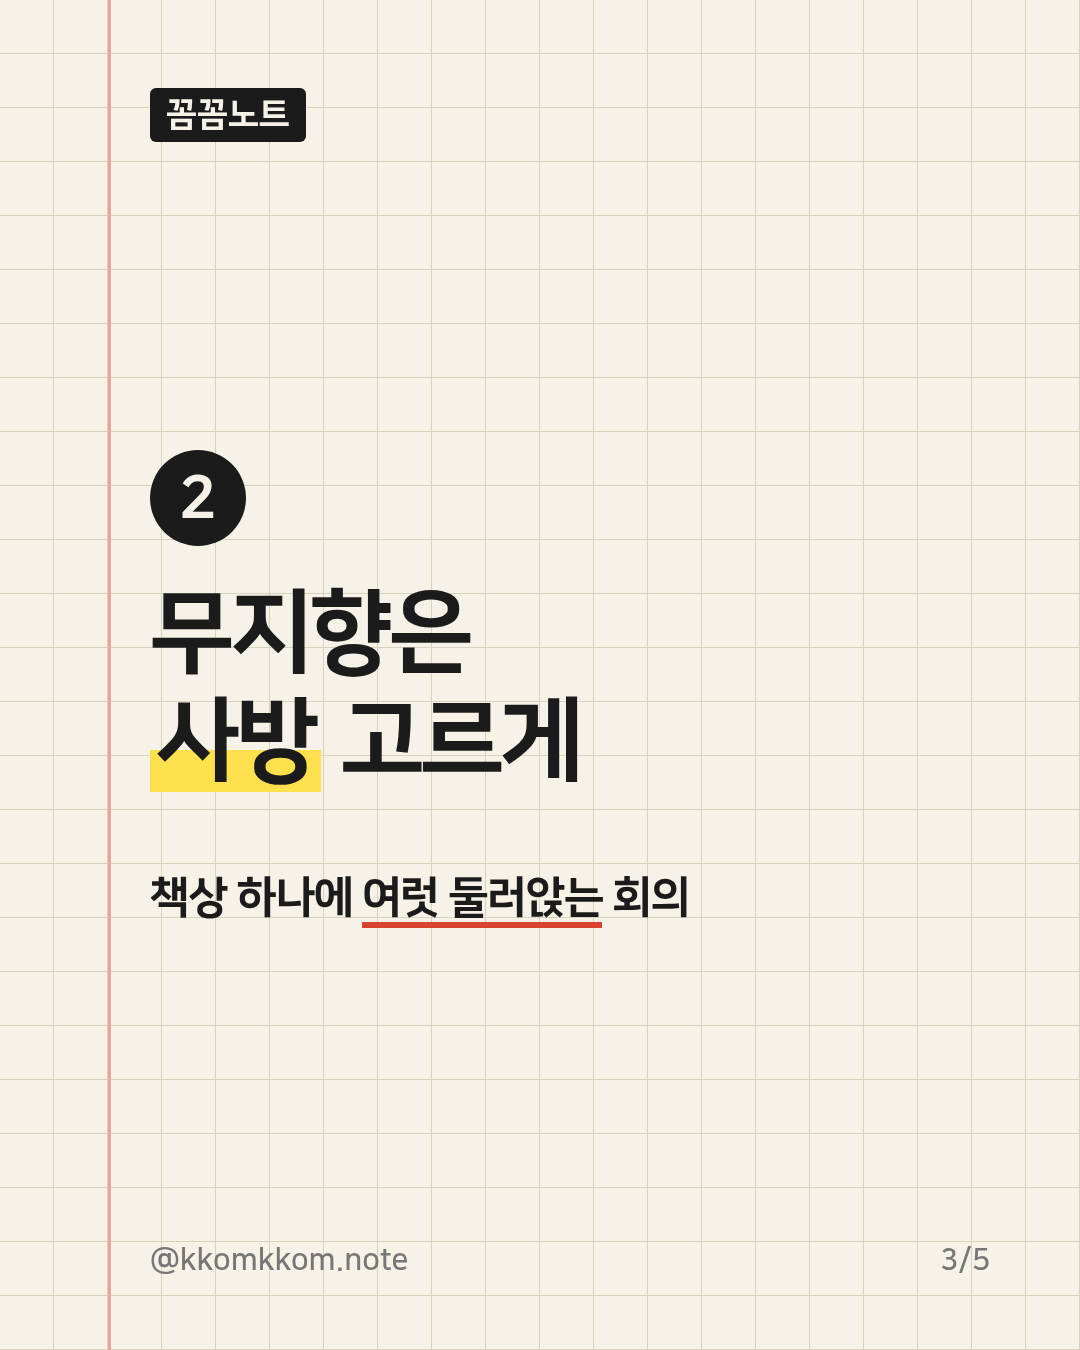 꼼꼼노트
2
무지향은
사방 고르게
책상 하나에 여럿 둘러앉는 회의
@kkomkkom.note
3/5